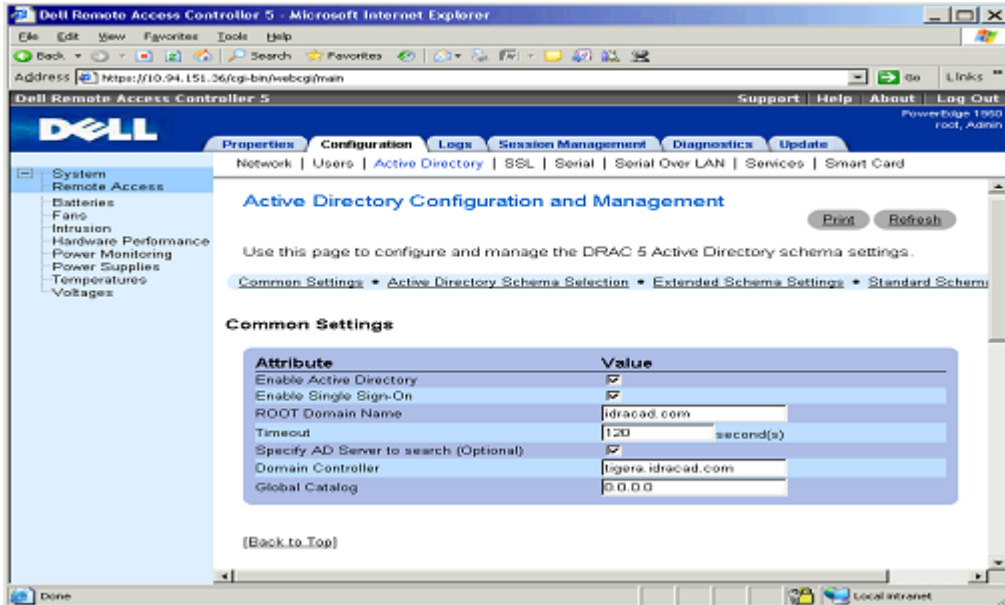 Dell Remote Access Controller 5 - Microsoft Internet Explorer
File Edit View Favorites Tools Help
Back Search Favorites
Address https://10.94.151.36/cgi-bin/webcgi/main Go Links
Dell Remote Access Controller 5 Support Help About Log Out
DELL
PowerEdge 1950
root, Admin
Properties Configuration Logs Session Management Diagnostics Update
Network | Users | Active Directory | SSL | Serial | Serial Over LAN | Services | Smart Card
System
Remote Access
Batteries
Fans
Intrusion
Hardware Performance
Power Monitoring
Power Supplies
Temperatures
Voltages
Active Directory Configuration and Management
Print Refresh
Use this page to configure and manage the DRAC 5 Active Directory schema settings.
Common Settings • Active Directory Schema Selection • Extended Schema Settings • Standard Schem
Common Settings
Attribute Value
Enable Active Directory
Enable Single Sign-On
ROOT Domain Name idracad.com
Timeout 120 second(s)
Specify AD Server to search (Optional)
Domain Controller tigera.idracad.com
Global Catalog 0.0.0.0
[Back to Top]
Done Local intranet